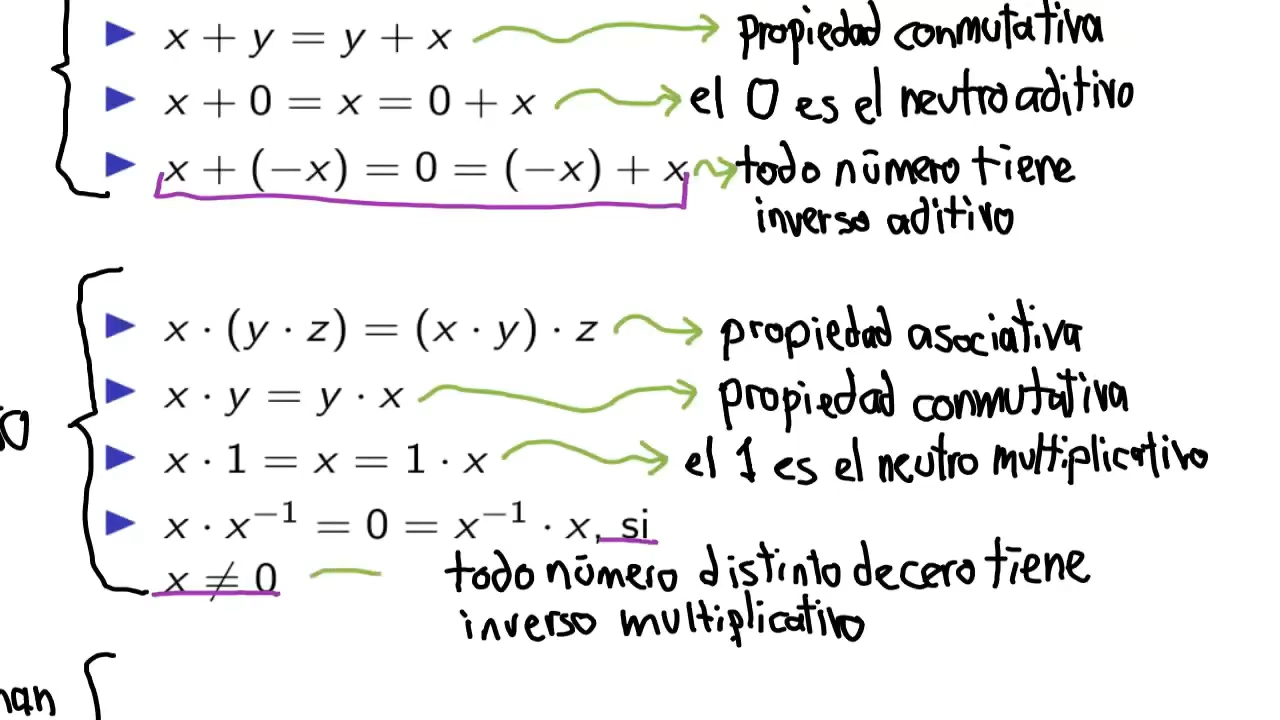 ▶ x + y = y + x propiedad conmutativa
▶ x + 0 = x = 0 + x el 0 es el neutro aditivo
▶ x + (−x) = 0 = (−x) + x todo número tiene
inverso aditivo
▶ x · (y · z) = (x · y) · z propiedad asociativa
▶ x · y = y · x propiedad conmutativa
▶ x · 1 = x = 1 · x el 1 es el neutro multiplicativo
▶ x · x⁻¹ = 0 = x⁻¹ · x, si
x ≠ 0 todo número distinto de cero tiene
inverso multiplicativo